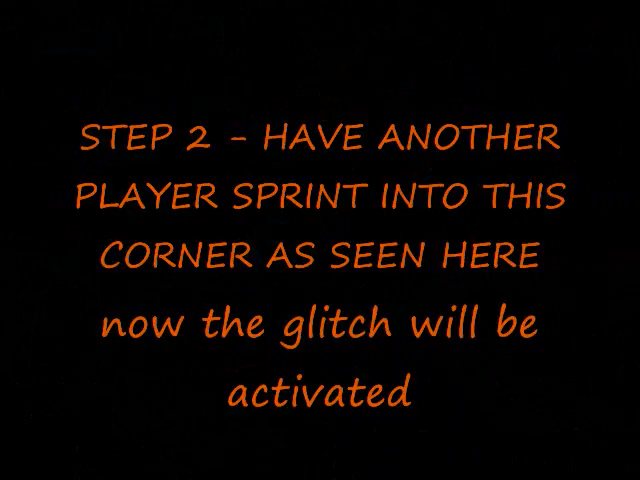 STEP 2 - HAVE ANOTHER
PLAYER SPRINT INTO THIS
CORNER AS SEEN HERE
now the glitch will be
activated